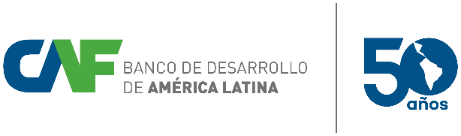 CAF
BANCO DE DESARROLLO
DE AMÉRICA LATINA
50
años